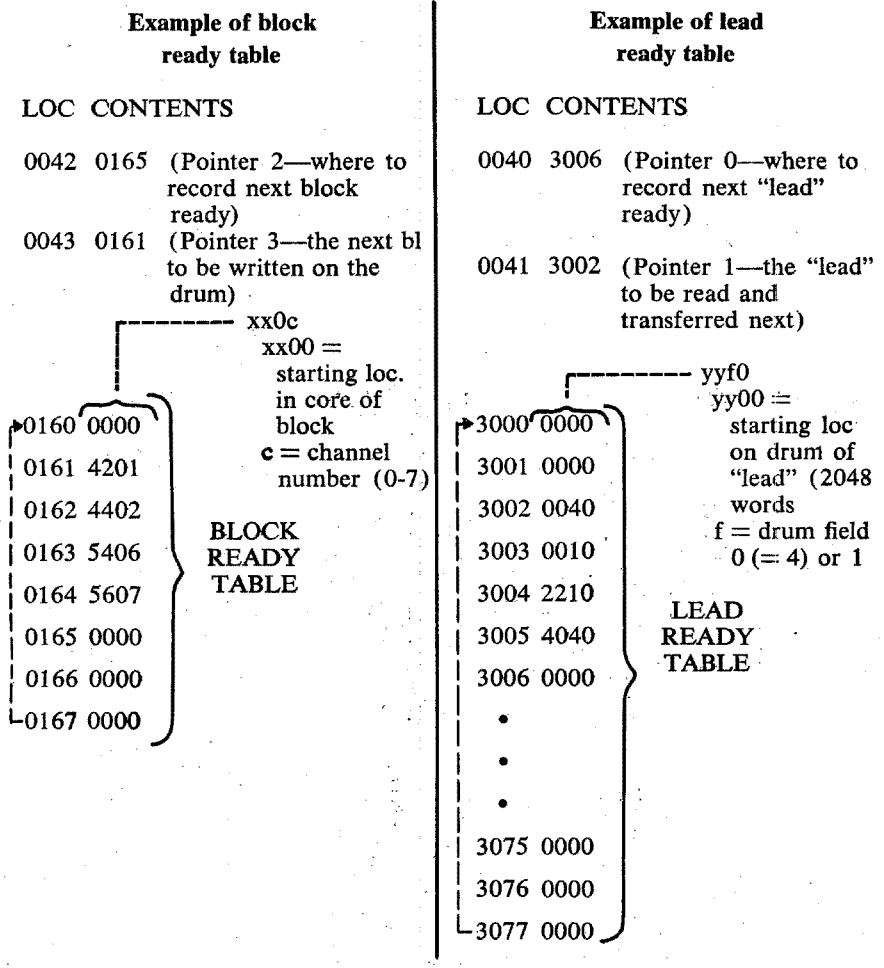 Example of block
ready table
LOC CONTENTS
0042 0165 (Pointer 2—where to
record next block
ready)
0043 0161 (Pointer 3—the next bl
to be written on the
drum)
xx0c
xx00 =
starting loc.
in core of
block
c = channel
number (0-7)
0160 0000
0161 4201
0162 4402
0163 5406
0164 5607
0165 0000
0166 0000
0167 0000
BLOCK
READY
TABLE
Example of lead
ready table
LOC CONTENTS
0040 3006 (Pointer 0—where to
record next “lead”
ready)
0041 3002 (Pointer 1—the “lead”
to be read and
transferred next)
yyf0
yy00 =
starting loc
on drum of
“lead” (2048
words
f = drum field
0 (= 4) or 1
3000 0000
3001 0000
3002 0040
3003 0010
3004 2210
3005 4040
3006 0000
•
•
•
3075 0000
3076 0000
3077 0000
LEAD
READY
TABLE